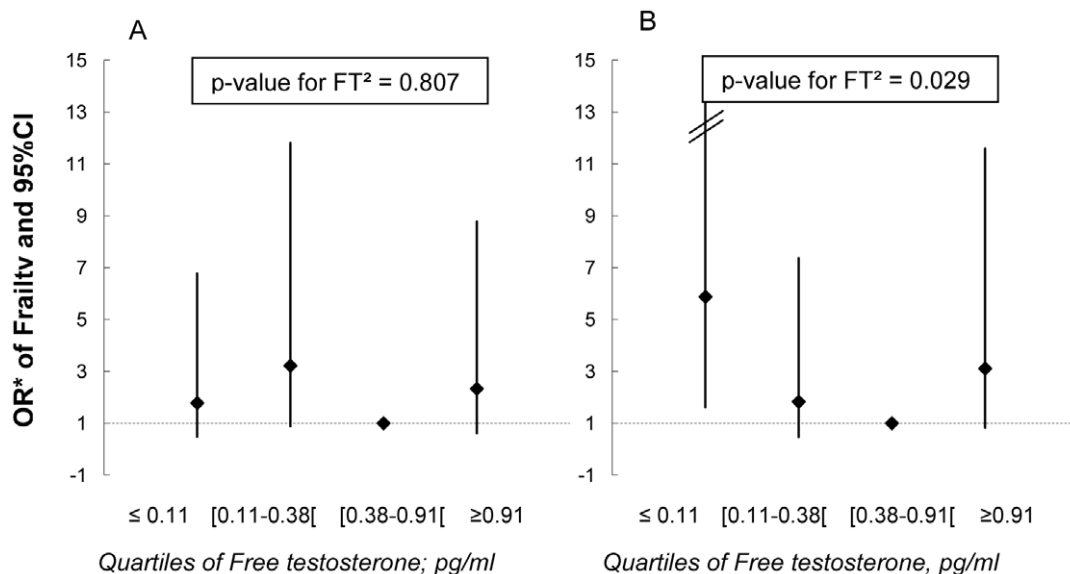 A
p-value for FT² = 0.807
15
13
11
9
7
5
3
1
-1
OR* of Frailty and 95%CI
≤ 0.11 [0.11-0.38[ [0.38-0.91[ ≥0.91
Quartiles of Free testosterone; pg/ml
B
p-value for FT² = 0.029
15
13
11
9
7
5
3
1
-1
≤ 0.11 [0.11-0.38[ [0.38-0.91[ ≥0.91
Quartiles of Free testosterone, pg/ml